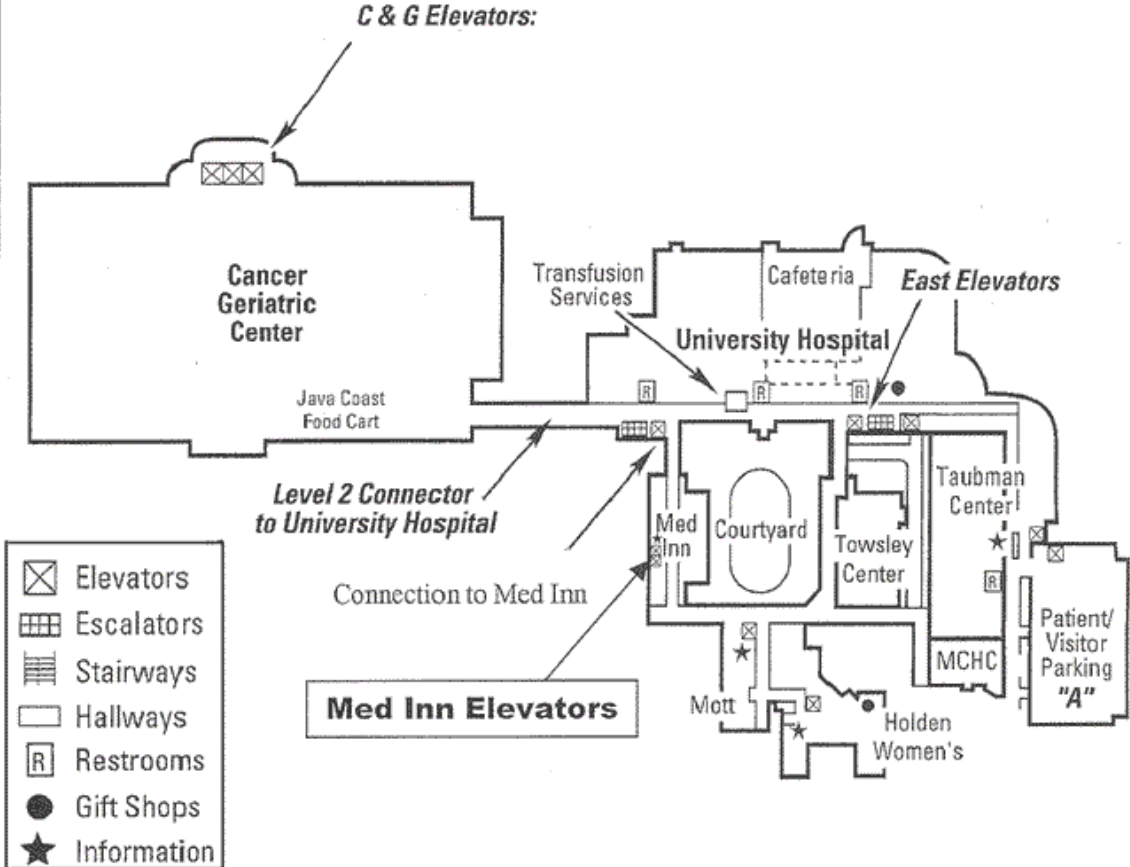 C & G Elevators:
Cancer
Geriatric
Center
Java Coast
Food Cart
Transfusion
Services
Cafeteria
East Elevators
University Hospital
R
R
R
Level 2 Connector
to University Hospital
Connection to Med Inn
Med
Inn
Courtyard
Towsley
Center
Taubman
Center
R
Patient/
Visitor
Parking
"A"
MCHC
Med Inn Elevators
Mott
Holden
Women's
Elevators
Escalators
Stairways
Hallways
R Restrooms
Gift Shops
Information